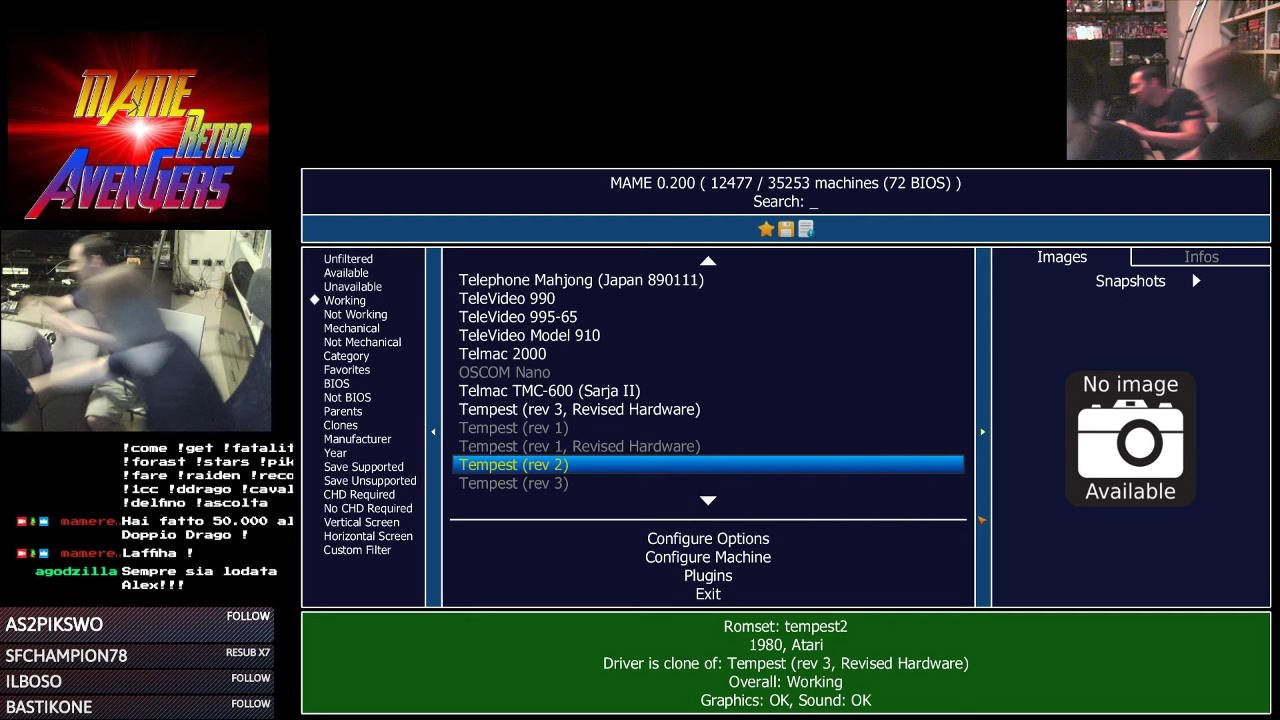 MAME
RETRO
AVENGERS
MAME 0.200 ( 12477 / 35253 machines (72 BIOS) )
Search: _
Unfiltered
Available
Unavailable
Working
Not Working
Mechanical
Not Mechanical
Category
Favorites
BIOS
Not BIOS
Parents
Clones
Manufacturer
Year
Save Supported
Save Unsupported
CHD Required
No CHD Required
Vertical Screen
Horizontal Screen
Custom Filter
Telephone Mahjong (Japan 890111)
TeleVideo 990
TeleVideo 995-65
TeleVideo Model 910
Telmac 2000
OSCOM Nano
Telmac TMC-600 (Sarja II)
Tempest (rev 3, Revised Hardware)
Tempest (rev 1)
Tempest (rev 1, Revised Hardware)
Tempest (rev 2)
Tempest (rev 3)
Configure Options
Configure Machine
Plugins
Exit
Images
Infos
Snapshots
No image
Available
Romset: tempest2
1980, Atari
Driver is clone of: Tempest (rev 3, Revised Hardware)
Overall: Working
Graphics: OK, Sound: OK
!come !get !fatalit
!forast !stars !pik
!fare !raiden !reco
!1cc !ddrago !caval
!delfino !ascolta
mamere.. Hai fatto 50.000 al
Doppio Drago !
mamere.. Laffiha !
agodzilla Sempre sia lodata
Alex!!!
AS2PIKSWO FOLLOW
SFCHAMPION78 RESUB X7
ILBOSO FOLLOW
BASTIKONE FOLLOW